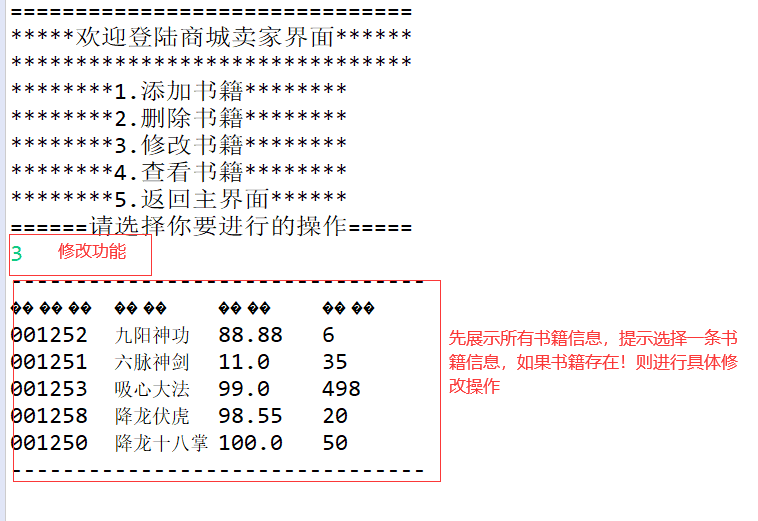 ===============================
*****欢迎登陆商城卖家界面******
*******************************
********1.添加书籍********
********2.删除书籍********
********3.修改书籍********
********4.查看书籍********
********5.返回主界面******
======请选择你要进行的操作=====
3 修改功能
--------------------------------
�� �� �� �� �� �� �� �� ��
001252 九阳神功 88.88 6
001251 六脉神剑 11.0 35
001253 吸心大法 99.0 498
001258 降龙伏虎 98.55 20
001250 降龙十八掌 100.0 50
--------------------------------
先展示所有书籍信息，提示选择一条书
籍信息，如果书籍存在！则进行具体修
改操作